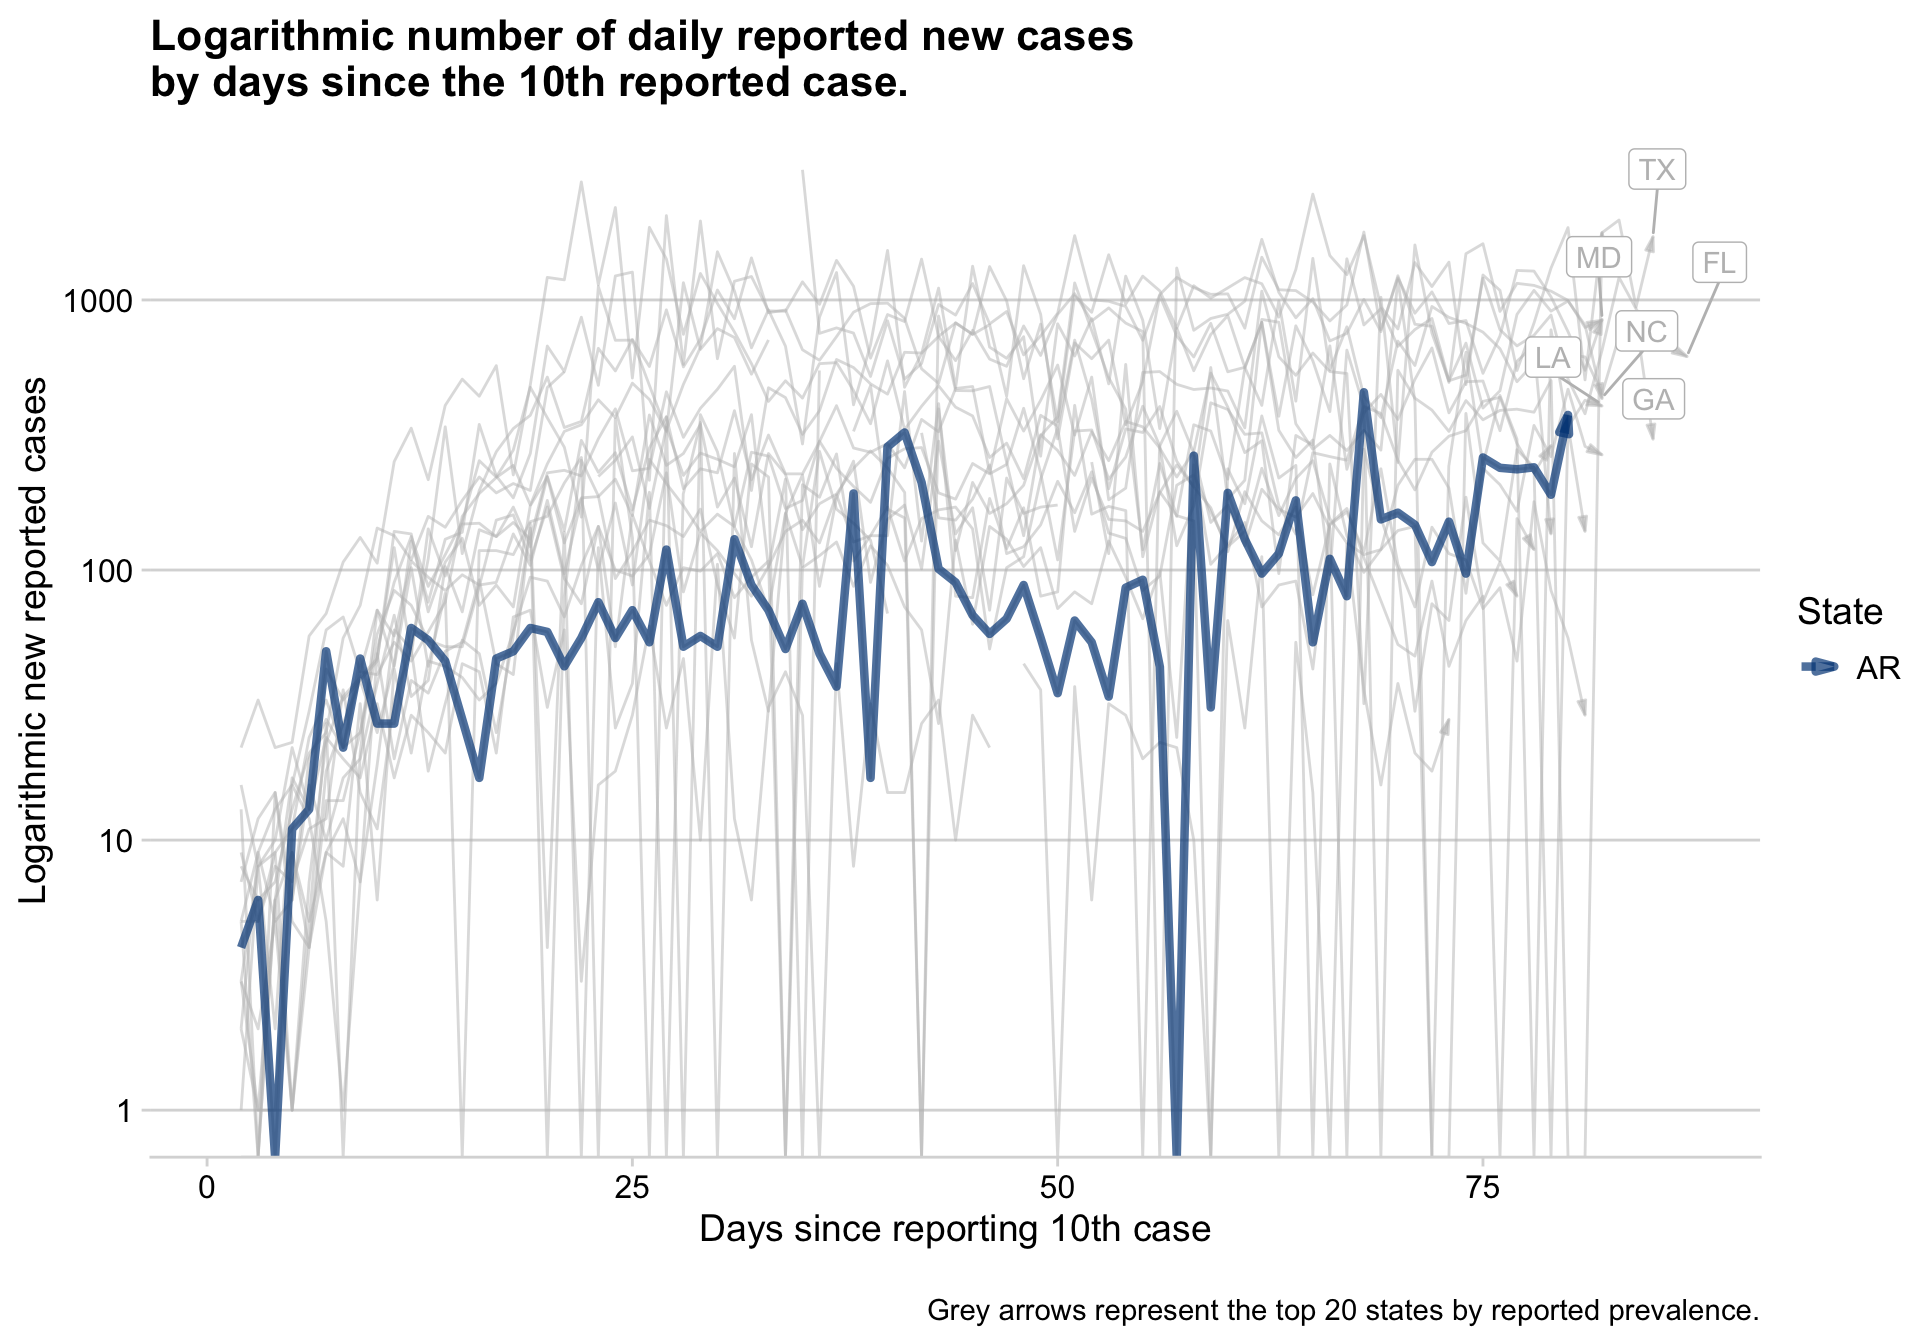 Logarithmic number of daily reported new cases
by days since the 10th reported case.
TX
MD
FL
1000
NC
LA
GA
100
10
1
Logarithmic new reported cases
State
AR
0
25
50
75
Days since reporting 10th case
Grey arrows represent the top 20 states by reported prevalence.